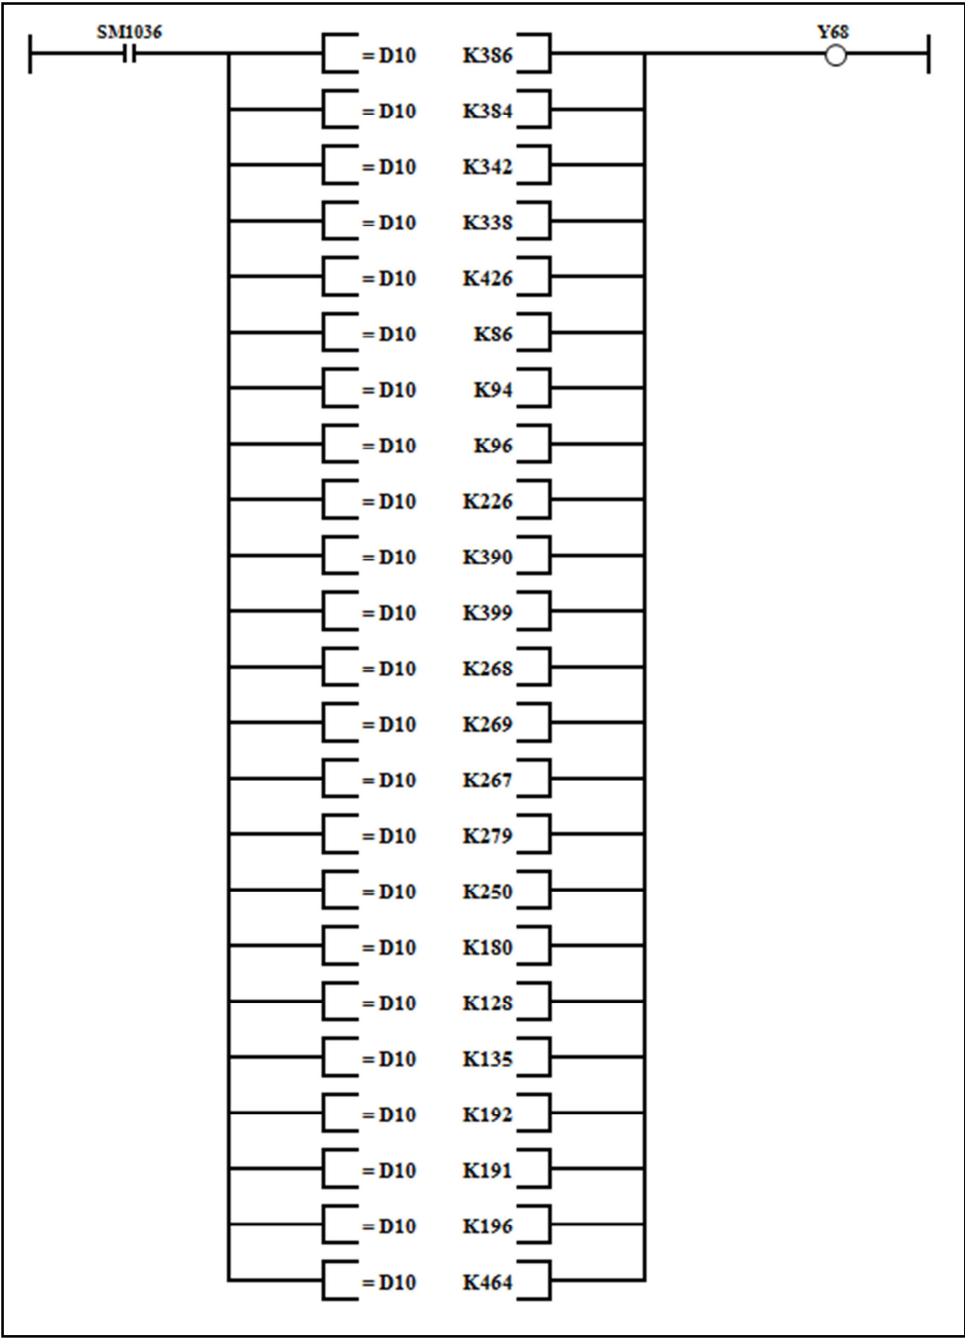 SM1036 Y68
= D10 K386
= D10 K384
= D10 K342
= D10 K338
= D10 K426
= D10 K86
= D10 K94
= D10 K96
= D10 K226
= D10 K390
= D10 K399
= D10 K268
= D10 K269
= D10 K267
= D10 K279
= D10 K250
= D10 K180
= D10 K128
= D10 K135
= D10 K192
= D10 K191
= D10 K196
= D10 K464